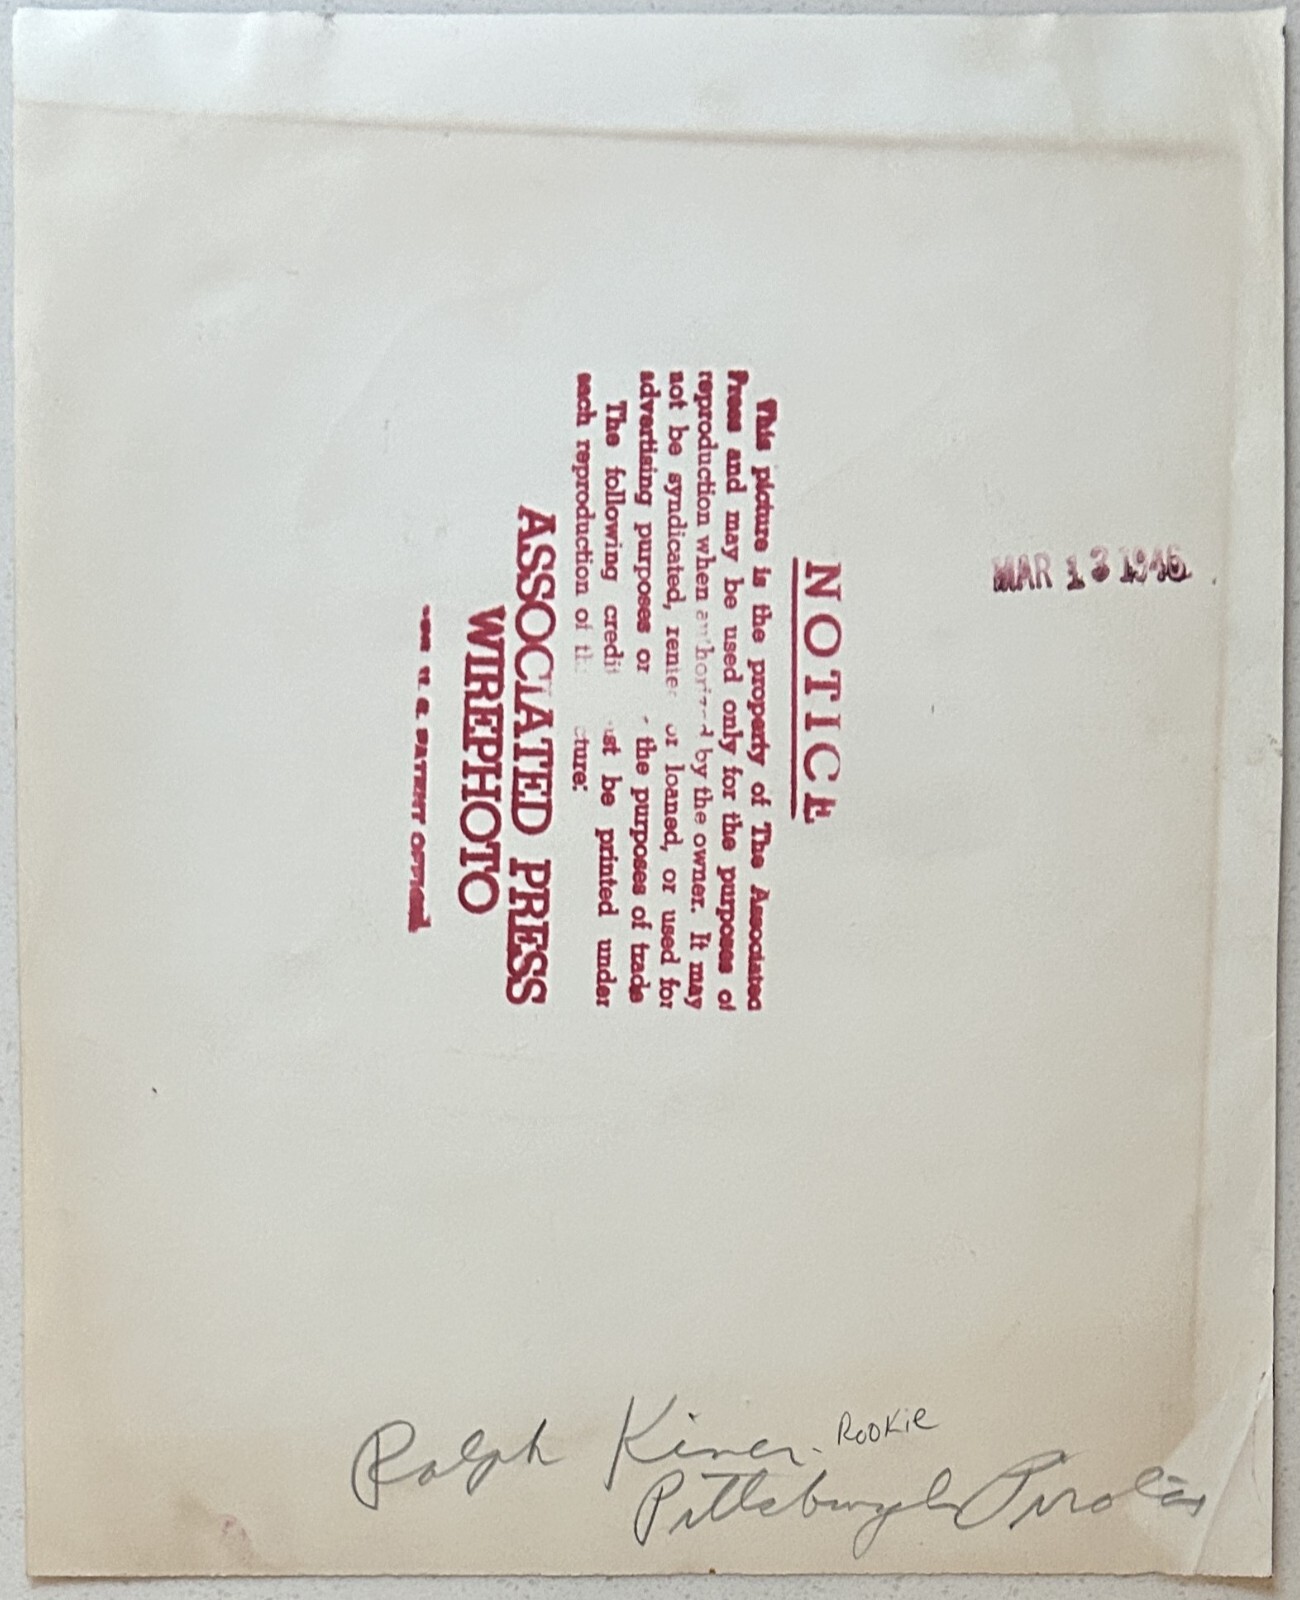 MAR 13 1946
NOTICE
This picture is the property of The Associated
Press and may be used only for the purposes of
reproduction when authorized by the owner. It may
not be syndicated, rented or loaned, or used for
advertising purposes or the purposes of trade
The following credit must be printed under
each reproduction of
ASSOCIATED PRESS
WIREPHOTO
U. S. PATENT OFFICE
Ralph Kiner. Rookie
Pittsburgh Pirates